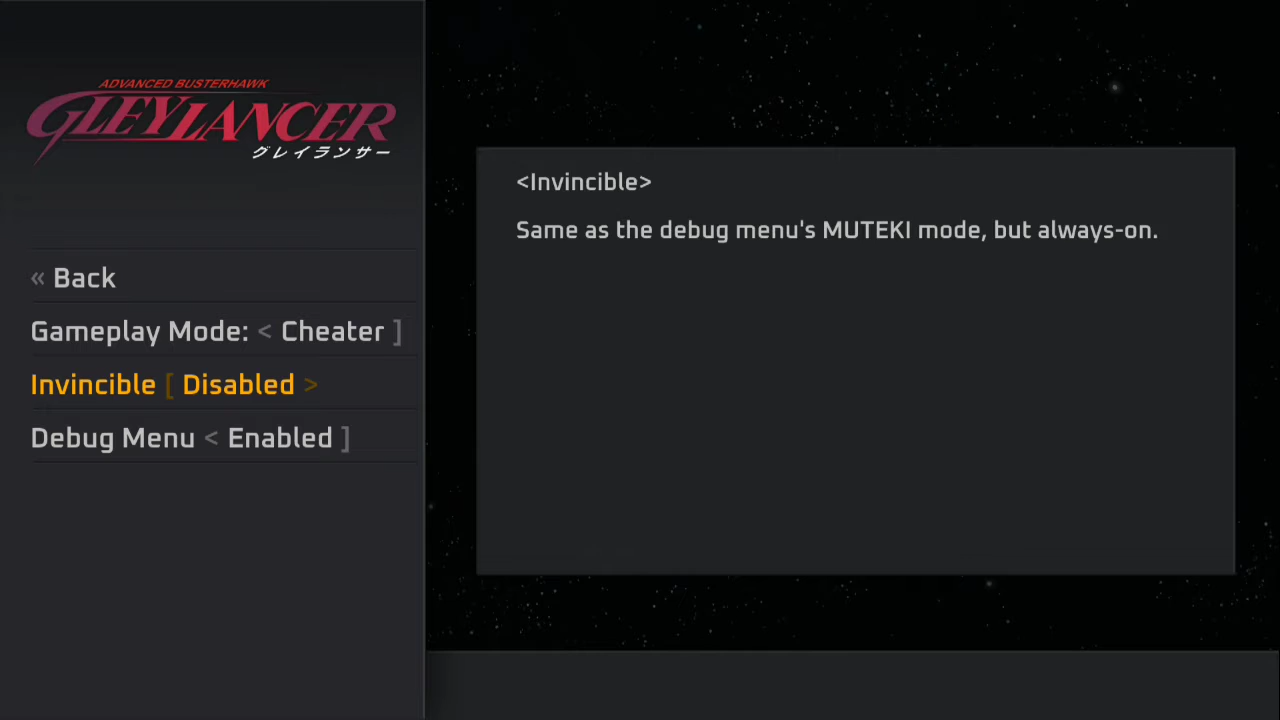 ADVANCED BUSTERHAWK
GLEYLANCER
グレイランサー
« Back
Gameplay Mode: < Cheater ]
Invincible [ Disabled >
Debug Menu < Enabled ]
<Invincible>
Same as the debug menu's MUTEKI mode, but always-on.